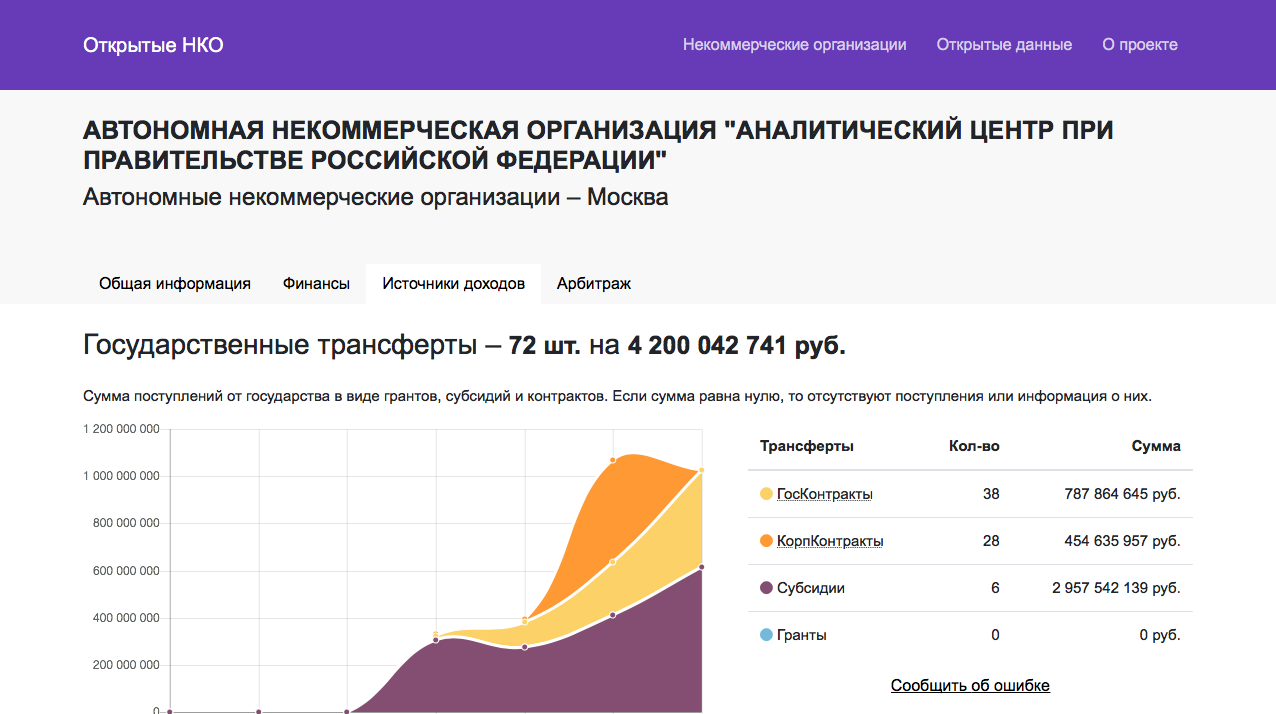 Открытые НКО
Некоммерческие организации Открытые данные О проекте
АВТОНОМНАЯ НЕКОММЕРЧЕСКАЯ ОРГАНИЗАЦИЯ "АНАЛИТИЧЕСКИЙ ЦЕНТР ПРИ
ПРАВИТЕЛЬСТВЕ РОССИЙСКОЙ ФЕДЕРАЦИИ"
Автономные некоммерческие организации – Москва
Общая информация Финансы Источники доходов Арбитраж
Государственные трансферты – 72 шт. на 4 200 042 741 руб.
Сумма поступлений от государства в виде грантов, субсидий и контрактов. Если сумма равна нулю, то отсутствуют поступления или информация о них.
1 200 000 000
1 000 000 000
800 000 000
600 000 000
400 000 000
200 000 000
0
Трансферты Кол-во Сумма
ГосКонтракты 38 787 864 645 руб.
КорпКонтракты 28 454 635 957 руб.
Субсидии 6 2 957 542 139 руб.
Гранты 0 0 руб.
Сообщить об ошибке